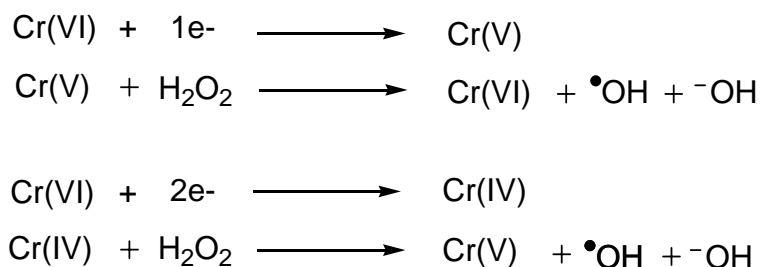 Cr(VI) + 1e- ⟶ Cr(V)
Cr(V) + H₂O₂ ⟶ Cr(VI) + •OH + ⁻OH
Cr(VI) + 2e- ⟶ Cr(IV)
Cr(IV) + H₂O₂ ⟶ Cr(V) + •OH + ⁻OH